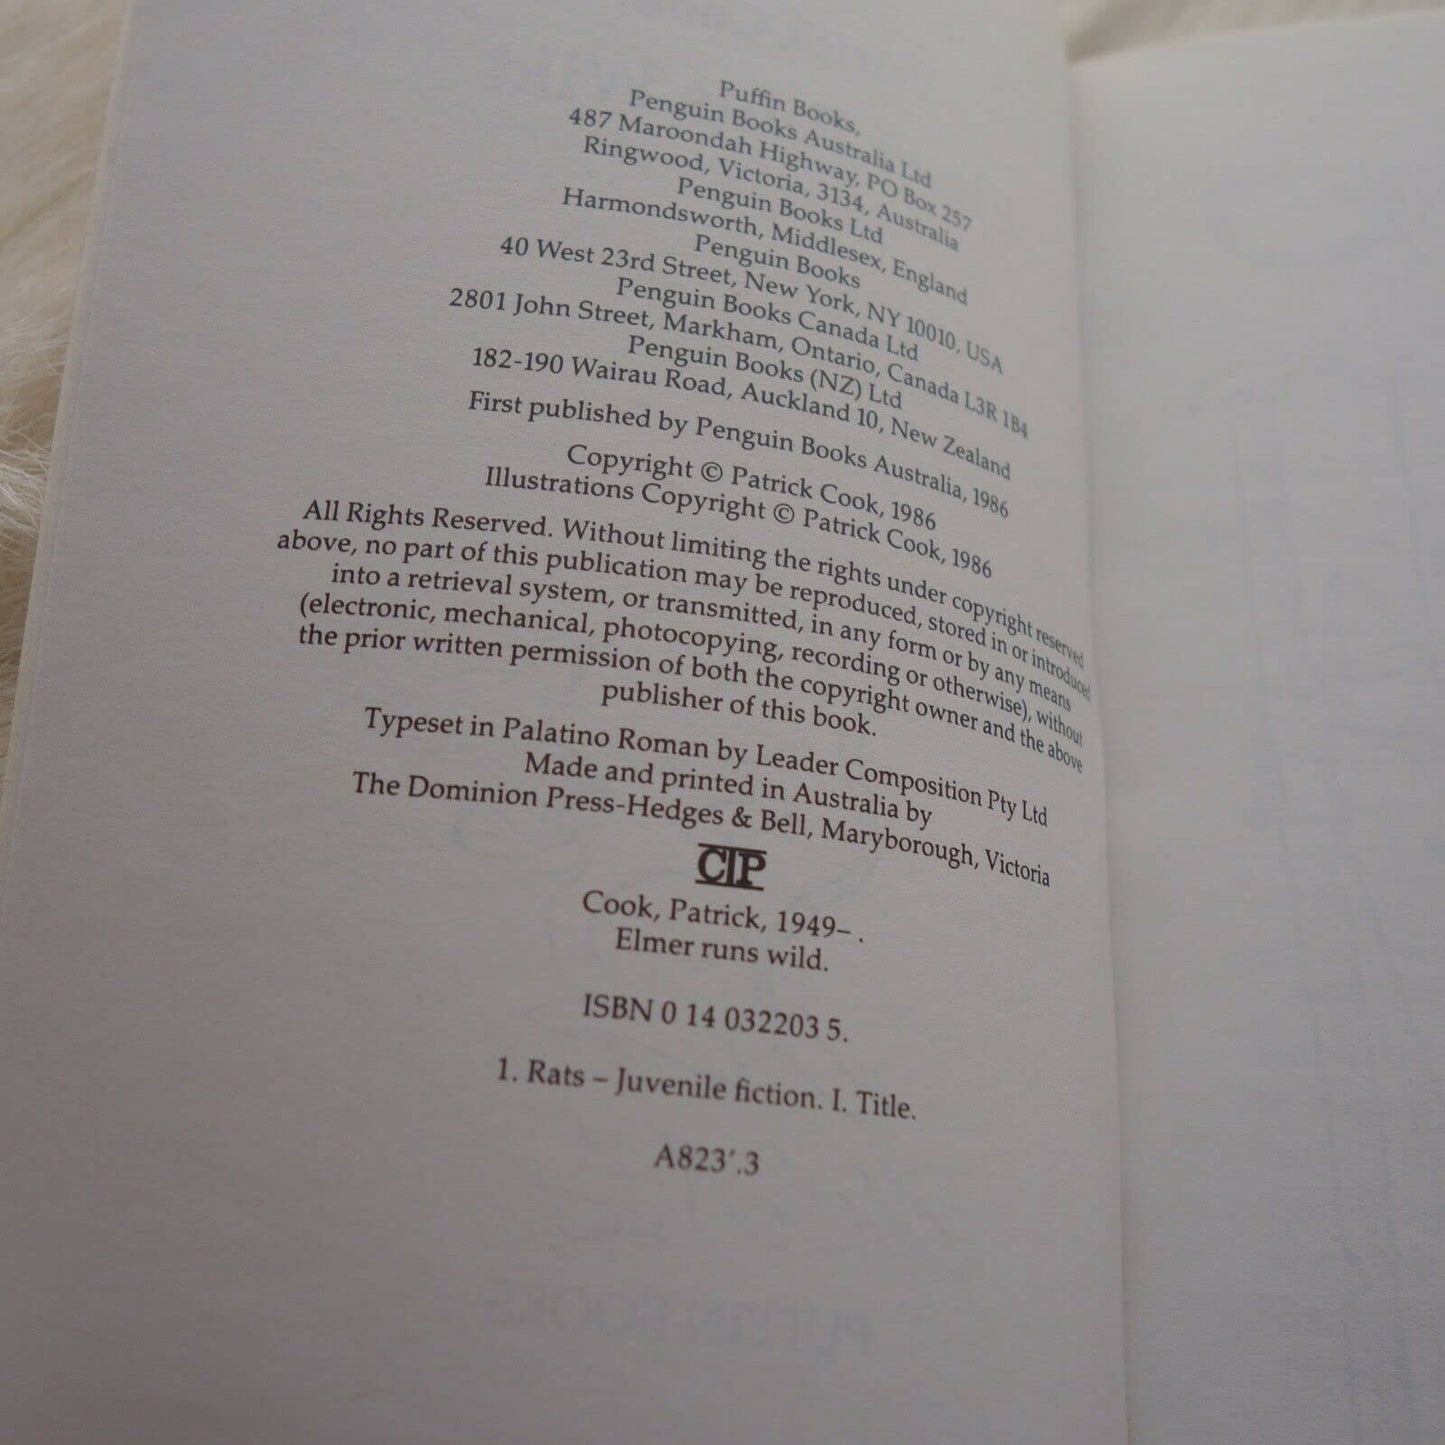 Puffin Books,
Penguin Books Australia Ltd
487 Maroondah Highway, PO Box 257
Ringwood, Victoria, 3134, Australia
Penguin Books Ltd
Harmondsworth, Middlesex, England
Penguin Books
40 West 23rd Street, New York, NY 10010, USA
Penguin Books Canada Ltd
2801 John Street, Markham, Ontario, Canada L3R 1B4
Penguin Books (NZ) Ltd
182-190 Wairau Road, Auckland 10, New Zealand
First published by Penguin Books Australia, 1986
Copyright © Patrick Cook, 1986
Illustrations Copyright © Patrick Cook, 1986
All Rights Reserved. Without limiting the rights under copyright reserved
above, no part of this publication may be reproduced, stored in or introduced
into a retrieval system, or transmitted, in any form or by any means
(electronic, mechanical, photocopying, recording or otherwise), without
the prior written permission of both the copyright owner and the above
publisher of this book.
Typeset in Palatino Roman by Leader Composition Pty Ltd
Made and printed in Australia by
The Dominion Press-Hedges & Bell, Maryborough, Victoria
CIP
Cook, Patrick, 1949– .
Elmer runs wild.
ISBN 0 14 032203 5.
1. Rats – Juvenile fiction. I. Title.
A823'.3